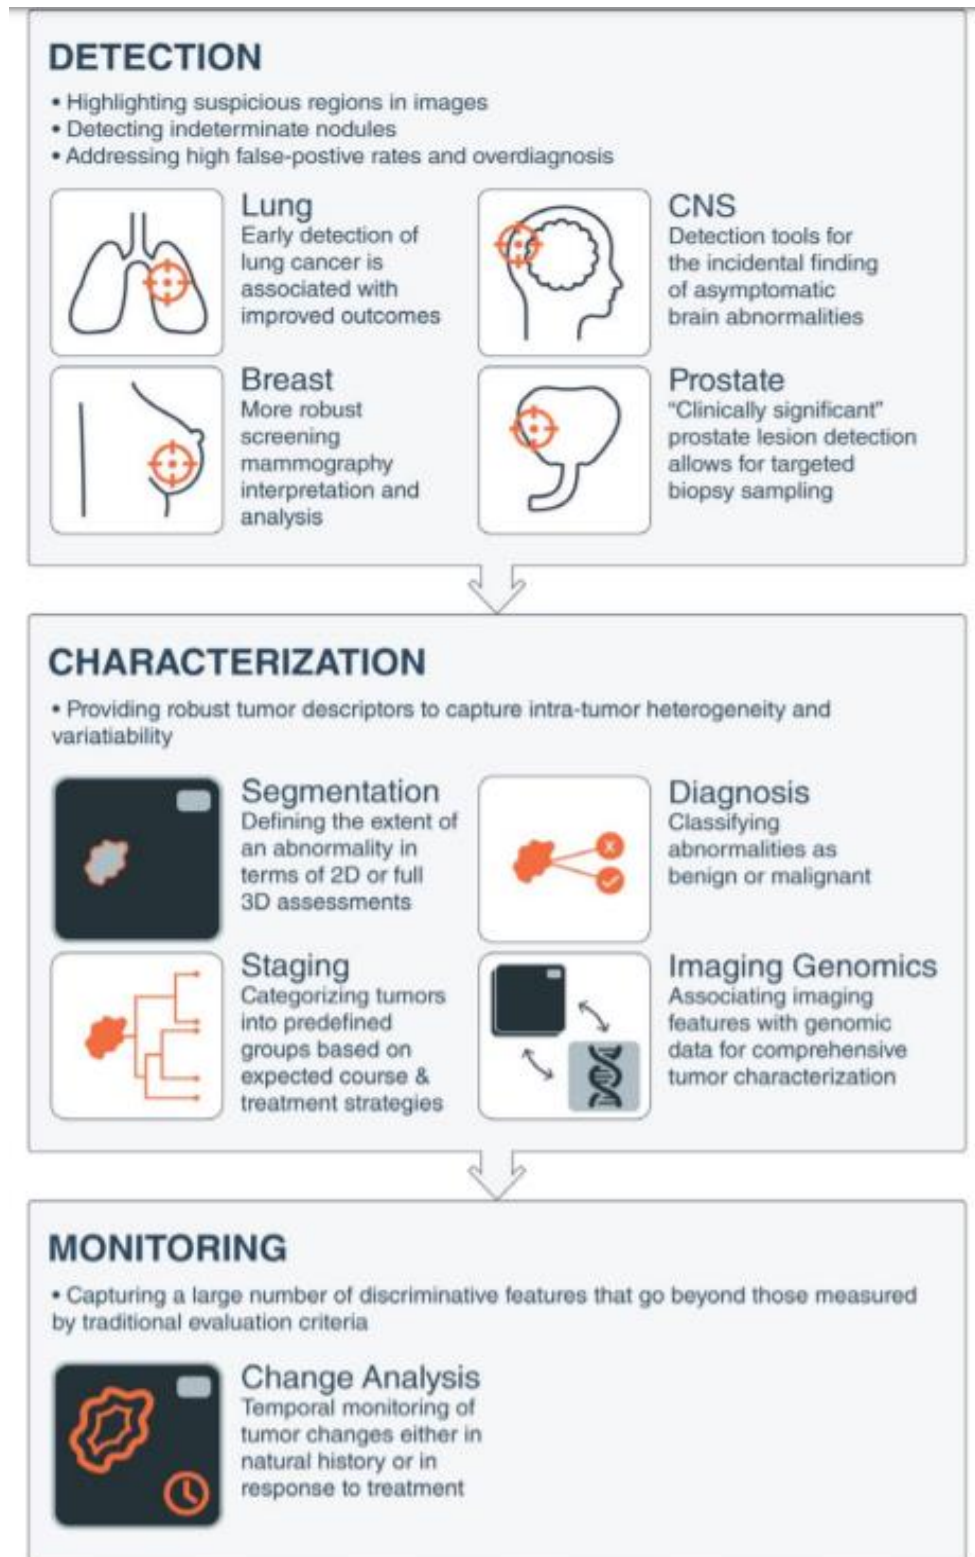 DETECTION
• Highlighting suspicious regions in images
• Detecting indeterminate nodules
• Addressing high false-postive rates and overdiagnosis
Lung
Early detection of
lung cancer is
associated with
improved outcomes
CNS
Detection tools for
the incidental finding
of asymptomatic
brain abnormalities
Breast
More robust
screening
mammography
interpretation and
analysis
Prostate
“Clinically significant”
prostate lesion detection
allows for targeted
biopsy sampling
CHARACTERIZATION
• Providing robust tumor descriptors to capture intra-tumor heterogeneity and
variatiability
Segmentation
Defining the extent of
an abnormality in
terms of 2D or full
3D assessments
Diagnosis
Classifying
abnormalities as
benign or malignant
Staging
Categorizing tumors
into predefined
groups based on
expected course &
treatment strategies
Imaging Genomics
Associating imaging
features with genomic
data for comprehensive
tumor characterization
MONITORING
• Capturing a large number of discriminative features that go beyond those measured
by traditional evaluation criteria
Change Analysis
Temporal monitoring of
tumor changes either in
natural history or in
response to treatment